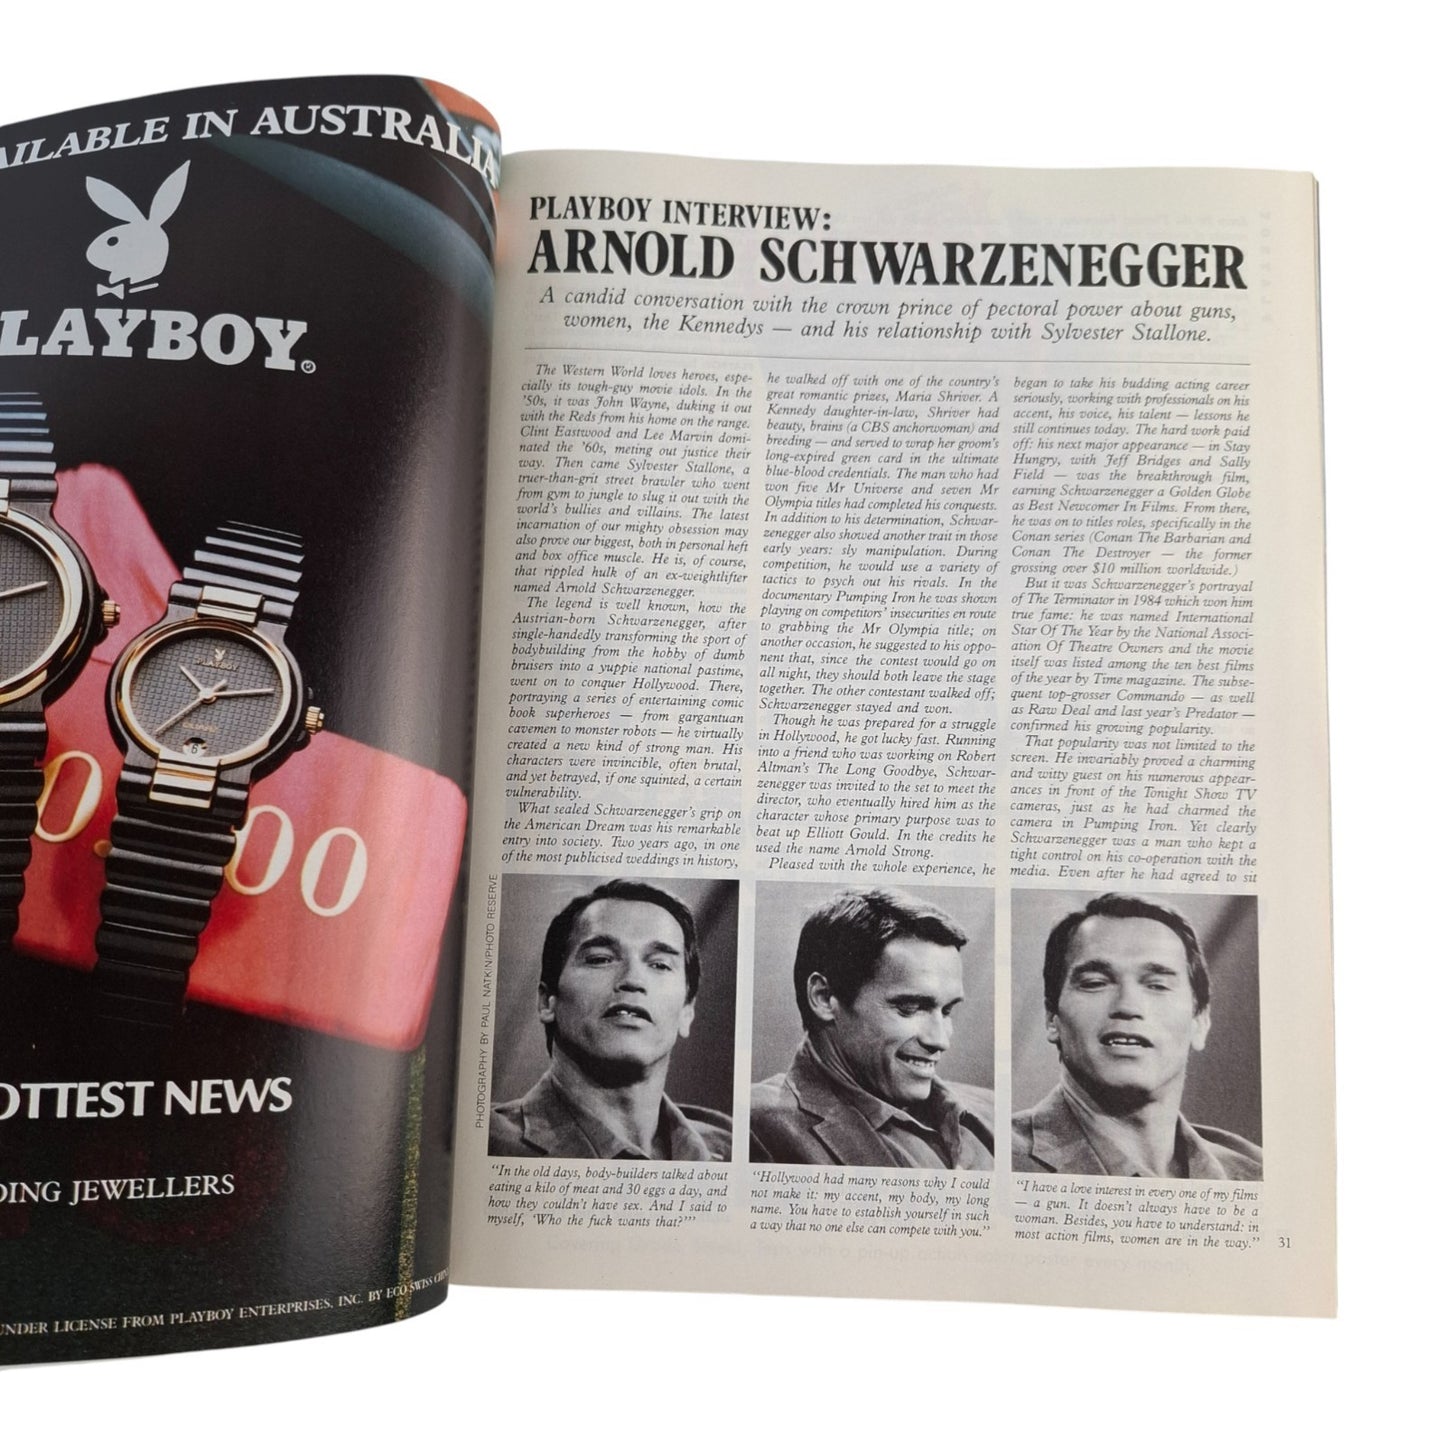 AILABLE IN AUSTRALIA
PLAYBOY
PLAYBOY
6
00
OTTEST NEWS
DING JEWELLERS
UNDER LICENSE FROM PLAYBOY ENTERPRISES, INC. BY ECO SWISS
PLAYBOY INTERVIEW:
ARNOLD SCHWARZENEGGER
A candid conversation with the crown prince of pectoral power about guns,
women, the Kennedys — and his relationship with Sylvester Stallone.
The Western World loves heroes, espe-
cially its tough-guy movie idols. In the
'50s, it was John Wayne, duking it out
with the Reds from his home on the range.
Clint Eastwood and Lee Marvin domi-
nated the '60s, meting out justice their
way. Then came Sylvester Stallone, a
truer-than-grit street brawler who went
from gym to jungle to slug it out with the
world's bullies and villains. The latest
incarnation of our mighty obsession may
also prove our biggest, both in personal heft
and box office muscle. He is, of course,
that rippled hulk of an ex-weightlifter
named Arnold Schwarzenegger.
The legend is well known, how the
Austrian-born Schwarzenegger, after
single-handedly transforming the sport of
bodybuilding from the hobby of dumb
bruisers into a yuppie national pastime,
went on to conquer Hollywood. There,
portraying a series of entertaining comic
book superheroes — from gargantuan
cavemen to monster robots — he virtually
created a new kind of strong man. His
characters were invincible, often brutal,
and yet betrayed, if one squinted, a certain
vulnerability.
What sealed Schwarzenegger's grip on
the American Dream was his remarkable
entry into society. Two years ago, in one
of the most publicised weddings in history,
he walked off with one of the country's
great romantic prizes, Maria Shriver. A
Kennedy daughter-in-law, Shriver had
beauty, brains (a CBS anchorwoman) and
breeding — and served to wrap her groom's
long-expired green card in the ultimate
blue-blood credentials. The man who had
won five Mr Universe and seven Mr
Olympia titles had completed his conquests.
In addition to his determination, Schwar-
zenegger also showed another trait in those
early years: sly manipulation. During
competition, he would use a variety of
tactics to psych out his rivals. In the
documentary Pumping Iron he was shown
playing on competitors' insecurities en route
to grabbing the Mr Olympia title; on
another occasion, he suggested to his oppo-
nent that, since the contest would go on
all night, they should both leave the stage
together. The other contestant walked off;
Schwarzenegger stayed and won.
Though he was prepared for a struggle
in Hollywood, he got lucky fast. Running
into a friend who was working on Robert
Altman's The Long Goodbye, Schwar-
zenegger was invited to the set to meet the
director, who eventually hired him as the
character whose primary purpose was to
beat up Elliott Gould. In the credits he
used the name Arnold Strong.
Pleased with the whole experience, he
began to take his budding acting career
seriously, working with professionals on his
accent, his voice, his talent — lessons he
still continues today. The hard work paid
off: his next major appearance — in Stay
Hungry, with Jeff Bridges and Sally
Field — was the breakthrough film,
earning Schwarzenegger a Golden Globe
as Best Newcomer In Films. From there,
he was on to titles roles, specifically in the
Conan series (Conan The Barbarian and
Conan The Destroyer — the former
grossing over $10 million worldwide.)
But it was Schwarzenegger's portrayal
of The Terminator in 1984 which won him
true fame: he was named International
Star Of The Year by the National Associ-
ation Of Theatre Owners and the movie
itself was listed among the ten best films
of the year by Time magazine. The subse-
quent top-grosser Commando — as well
as Raw Deal and last year's Predator —
confirmed his growing popularity.
That popularity was not limited to the
screen. He invariably proved a charming
and witty guest on his numerous appear-
ances in front of the Tonight Show TV
cameras, just as he had charmed the
camera in Pumping Iron. Yet clearly
Schwarzenegger was a man who kept a
tight control on his co-operation with the
media. Even after he had agreed to sit
PHOTOGRAPHY BY PAUL NATKIN/PHOTO RESERVE
"In the old days, body-builders talked about
eating a kilo of meat and 30 eggs a day, and
how they couldn't have sex. And I said to
myself, 'Who the fuck wants that?'"
"Hollywood had many reasons why I could
not make it: my accent, my body, my long
name. You have to establish yourself in such
a way that no one else can compete with you."
"I have a love interest in every one of my films
— a gun. It doesn't always have to be a
woman. Besides, you have to understand: in
most action films, women are in the way."
31